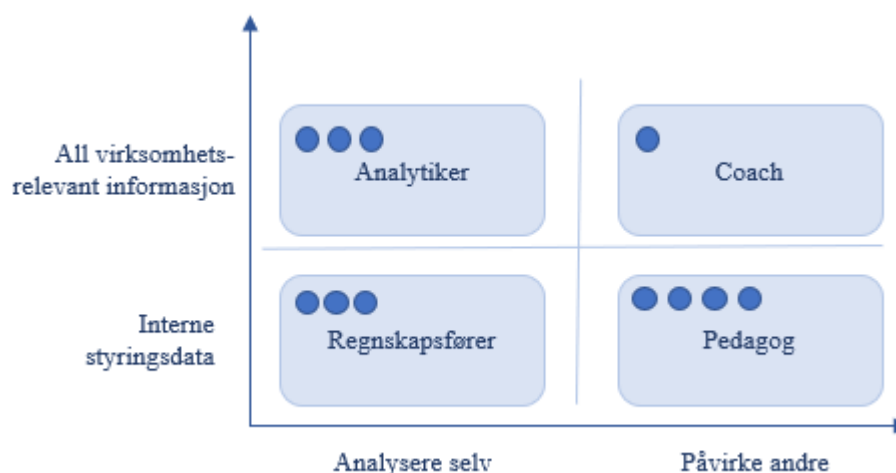 All virksomhets-
relevant informasjon
Analytiker
Coach
Interne
styringsdata
Regnskapsfører
Pedagog
Analysere selv
Påvirke andre